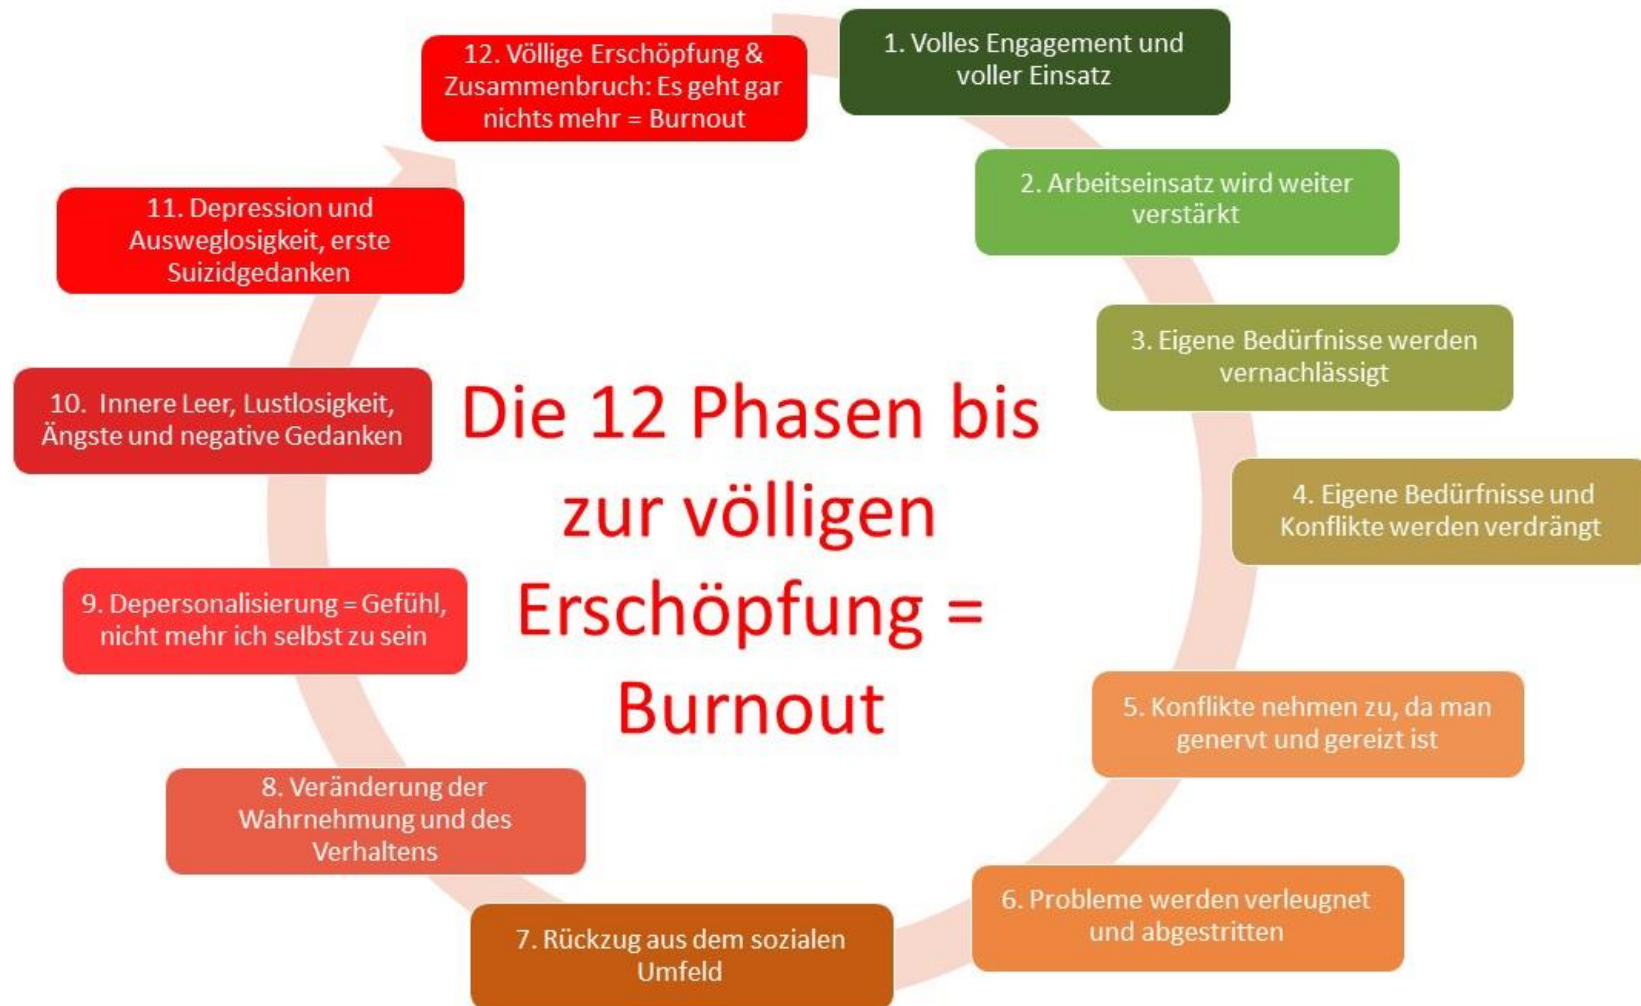 1. Volles Engagement und
voller Einsatz
2. Arbeitseinsatz wird weiter
verstärkt
3. Eigene Bedürfnisse werden
vernachlässigt
4. Eigene Bedürfnisse und
Konflikte werden verdrängt
5. Konflikte nehmen zu, da man
genervt und gereizt ist
6. Probleme werden verleugnet
und abgestritten
7. Rückzug aus dem sozialen
Umfeld
8. Veränderung der
Wahrnehmung und des
Verhaltens
9. Depersonalisierung = Gefühl,
nicht mehr ich selbst zu sein
10. Innere Leer, Lustlosigkeit,
Ängste und negative Gedanken
11. Depression und
Ausweglosigkeit, erste
Suizidgedanken
12. Völlige Erschöpfung &
Zusammenbruch: Es geht gar
nichts mehr = Burnout
Die 12 Phasen bis
zur völligen
Erschöpfung =
Burnout